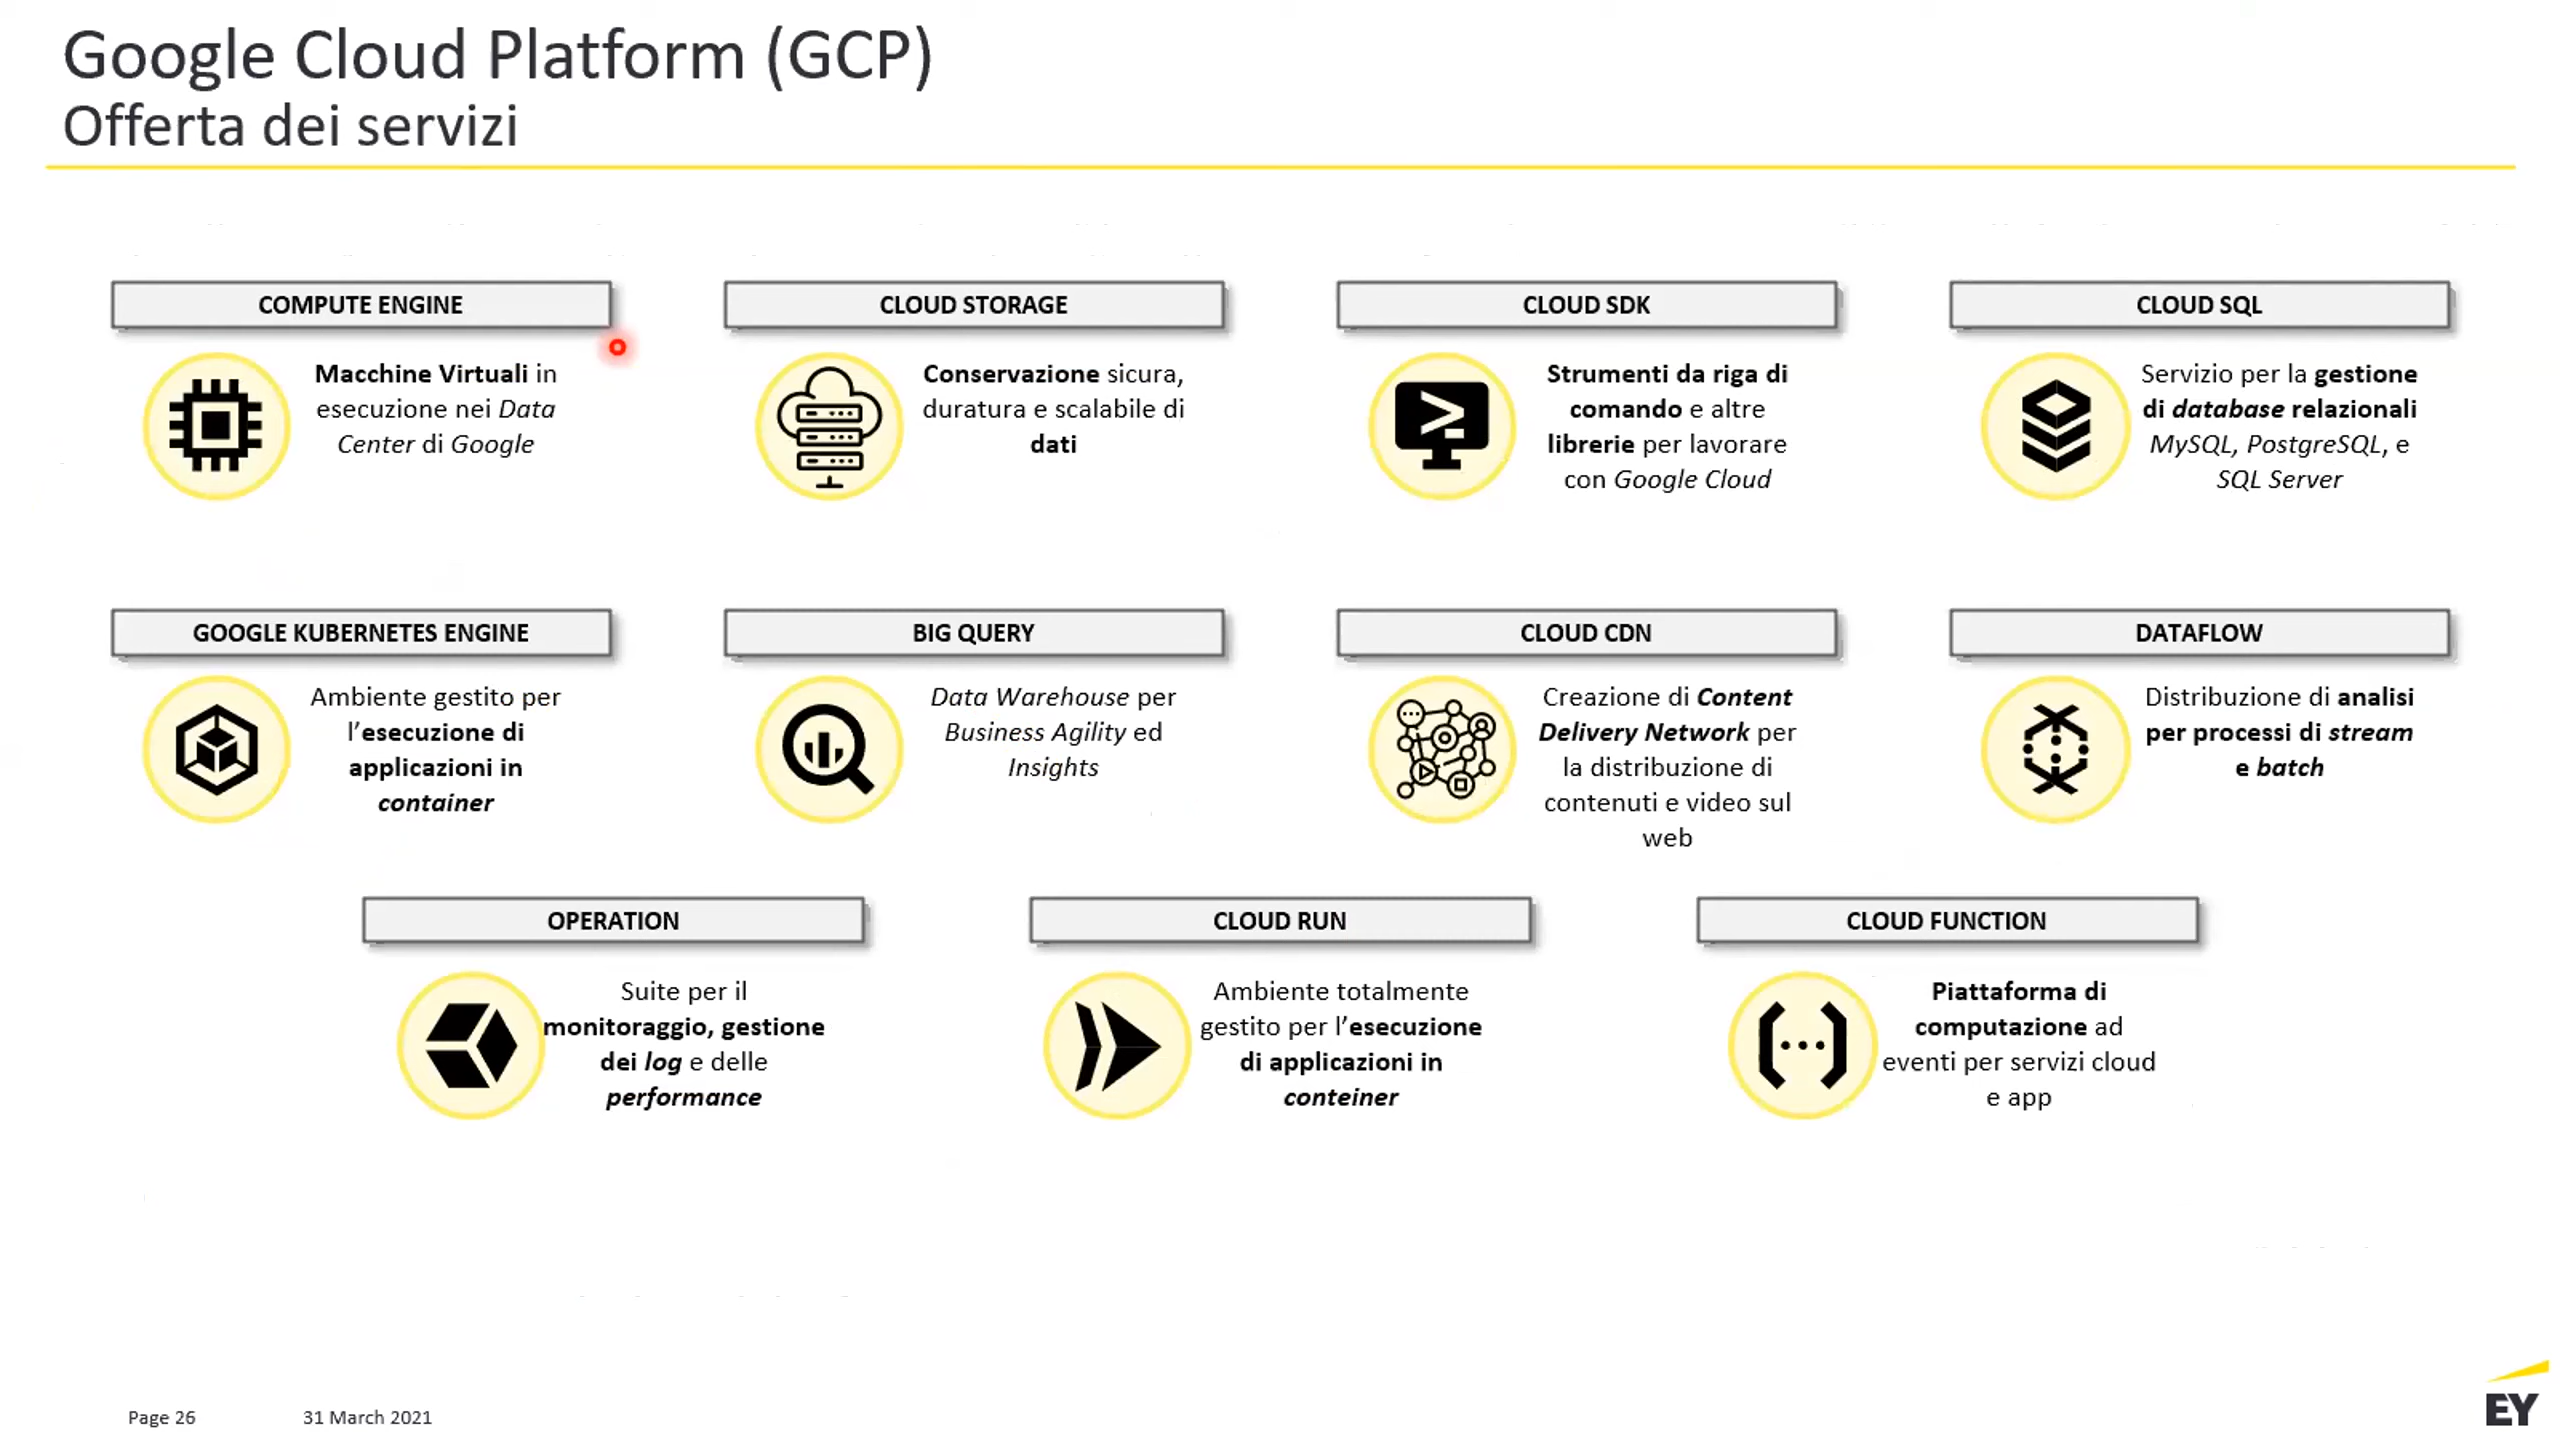 Google Cloud Platform (GCP)
Offerta dei servizi
COMPUTE ENGINE
Macchine Virtuali in
esecuzione nei Data
Center di Google
CLOUD STORAGE
Conservazione sicura,
duratura e scalabile di
dati
CLOUD SDK
Strumenti da riga di
comando e altre
librerie per lavorare
con Google Cloud
CLOUD SQL
Servizio per la gestione
di database relazionali
MySQL, PostgreSQL, e
SQL Server
GOOGLE KUBERNETES ENGINE
Ambiente gestito per
l’esecuzione di
applicazioni in
container
BIG QUERY
Data Warehouse per
Business Agility ed
Insights
CLOUD CDN
Creazione di Content
Delivery Network per
la distribuzione di
contenuti e video sul
web
DATAFLOW
Distribuzione di analisi
per processi di stream
e batch
OPERATION
Suite per il
monitoraggio, gestione
dei log e delle
performance
CLOUD RUN
Ambiente totalmente
gestito per l’esecuzione
di applicazioni in
conteiner
CLOUD FUNCTION
Piattaforma di
computazione ad
eventi per servizi cloud
e app
Page 26
31 March 2021
EY